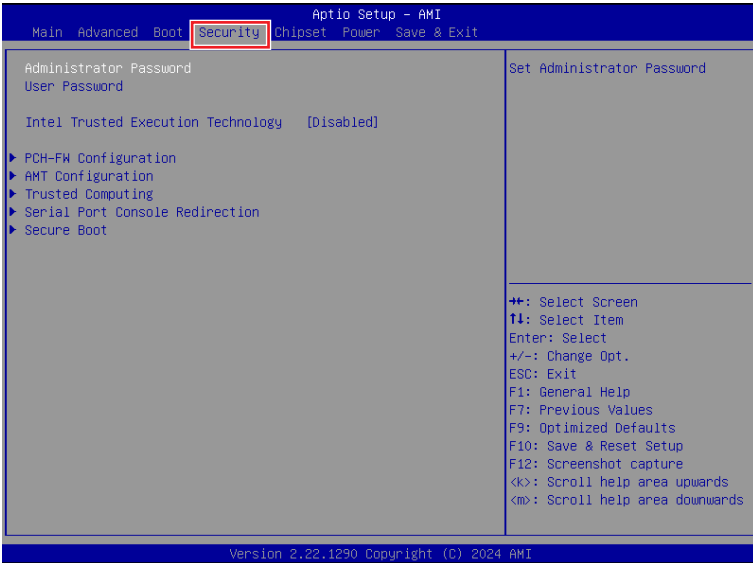 Aptio Setup - AMI
Main Advanced Boot Security Chipset Power Save & Exit
Administrator Password
User Password
Intel Trusted Execution Technology [Disabled]
PCH-FW Configuration
AMT Configuration
Trusted Computing
Serial Port Console Redirection
Secure Boot
Set Administrator Password
→←: Select Screen
↑↓: Select Item
Enter: Select
+/-: Change Opt.
ESC: Exit
F1: General Help
F7: Previous Values
F9: Optimized Defaults
F10: Save & Reset Setup
F12: Screenshot capture
<k>: Scroll help area upwards
<m>: Scroll help area downwards
Version 2.22.1290 Copyright (C) 2024 AMI